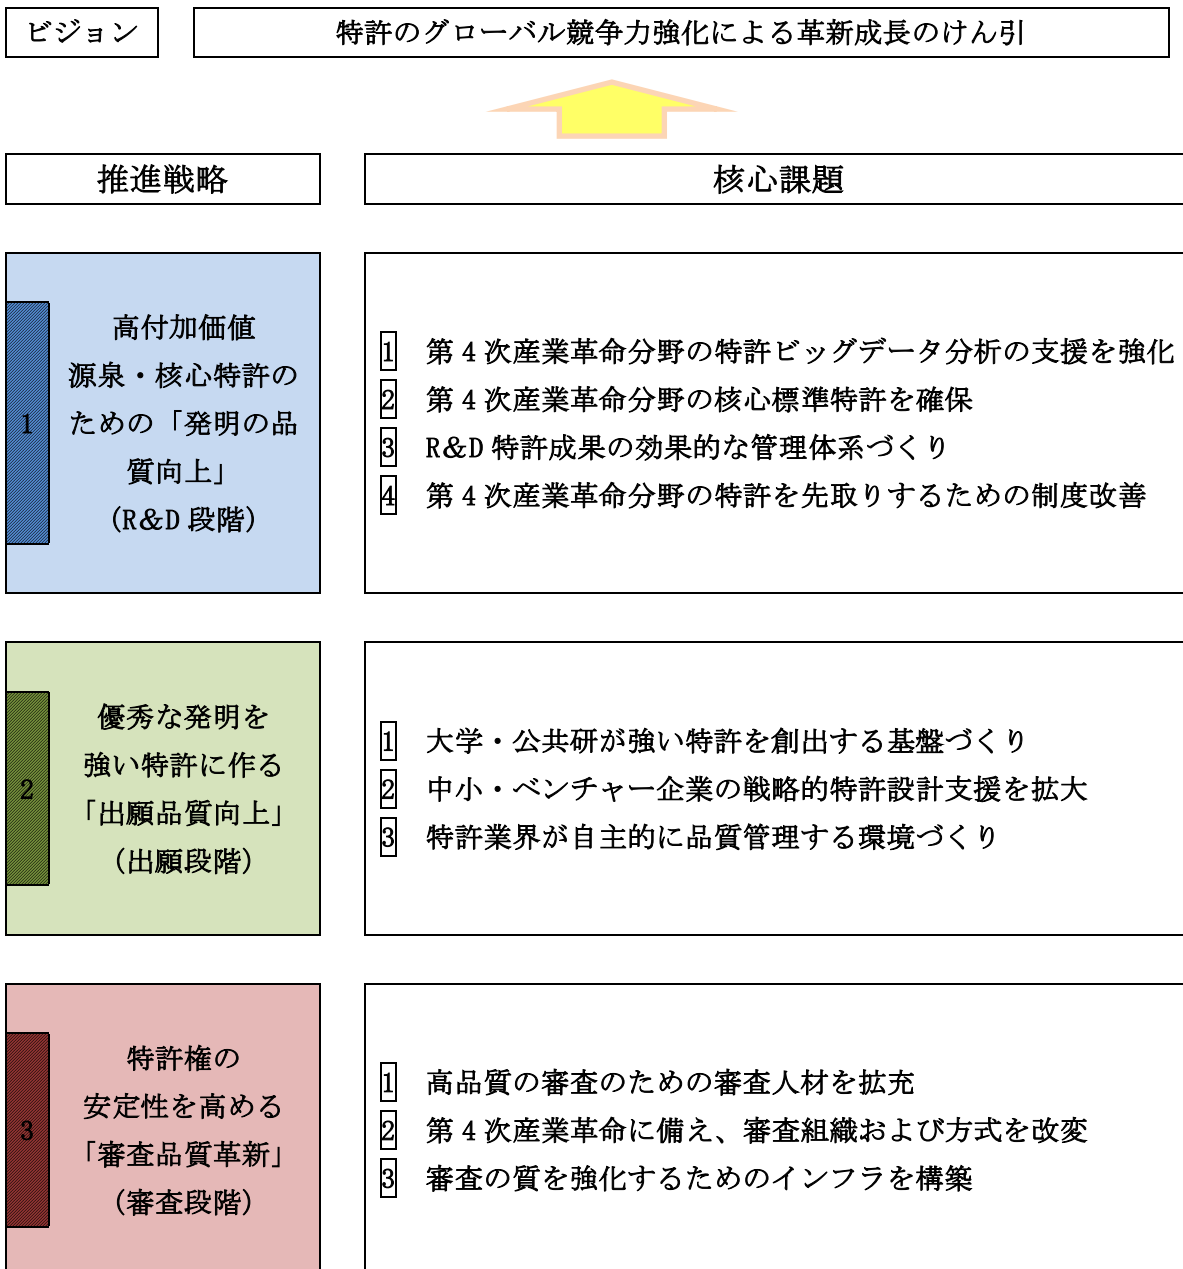 ビジョン
特許のグローバル競争力強化による革新成長のけん引
推進戦略
核心課題
1
高付加価値
源泉・核心特許の
ための「発明の品
質向上」
(R&D 段階)
1 第 4 次産業革命分野の特許ビッグデータ分析の支援を強化
2 第 4 次産業革命分野の核心標準特許を確保
3 R&D 特許成果の効果的な管理体系づくり
4 第 4 次産業革命分野の特許を先取りするための制度改善
2
優秀な発明を
強い特許に作る
「出願品質向上」
(出願段階)
1 大学・公共研が強い特許を創出する基盤づくり
2 中小・ベンチャー企業の戦略的特許設計支援を拡大
3 特許業界が自主的に品質管理する環境づくり
3
特許権の
安定性を高める
「審査品質革新」
(審査段階)
1 高品質の審査のための審査人材を拡充
2 第 4 次産業革命に備え、審査組織および方式を改変
3 審査の質を強化するためのインフラを構築